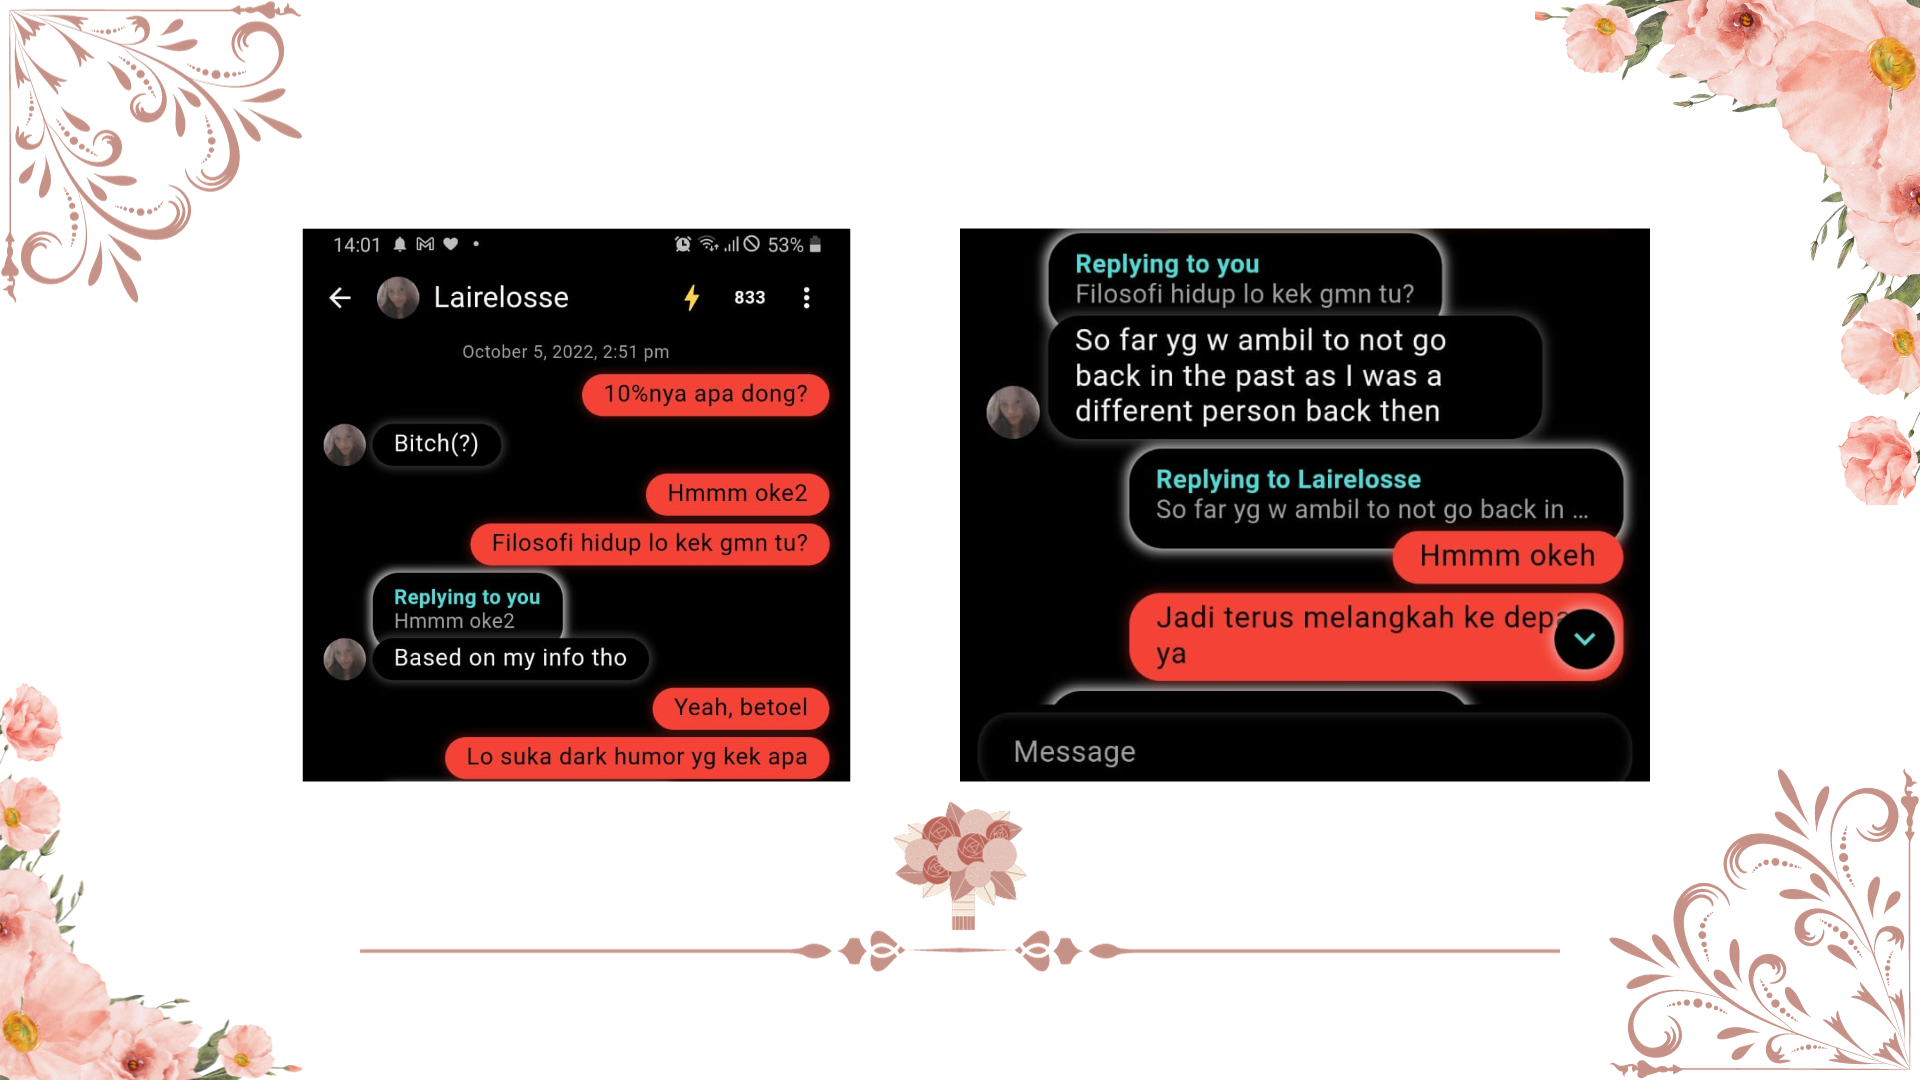 14:01
53%
Lairelosse
833
October 5, 2022, 2:51 pm
10%nya apa dong?
Bitch(?)
Hmmm oke2
Filosofi hidup lo kek gmn tu?
Replying to you
Hmmm oke2
Based on my info tho
Yeah, betoel
Lo suka dark humor yg kek apa
Replying to you
Filosofi hidup lo kek gmn tu?
So far yg w ambil to not go
back in the past as I was a
different person back then
Replying to Lairelosse
So far yg w ambil to not go back in ...
Hmmm okeh
Jadi terus melangkah ke
ya
Message